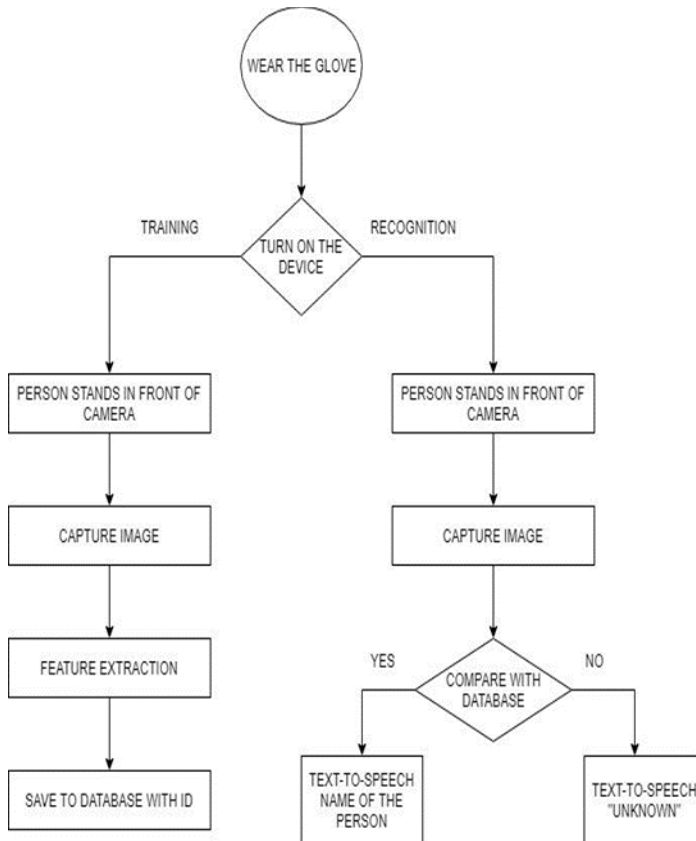 WEAR THE GLOVE
TRAINING
RECOGNITION
TURN ON THE
DEVICE
PERSON STANDS IN FRONT OF
CAMERA
PERSON STANDS IN FRONT OF
CAMERA
CAPTURE IMAGE
CAPTURE IMAGE
FEATURE EXTRACTION
YES
NO
COMPARE WITH
DATABASE
SAVE TO DATABASE WITH ID
TEXT-TO-SPEECH
NAME OF THE
PERSON
TEXT-TO-SPEECH
"UNKNOWN"